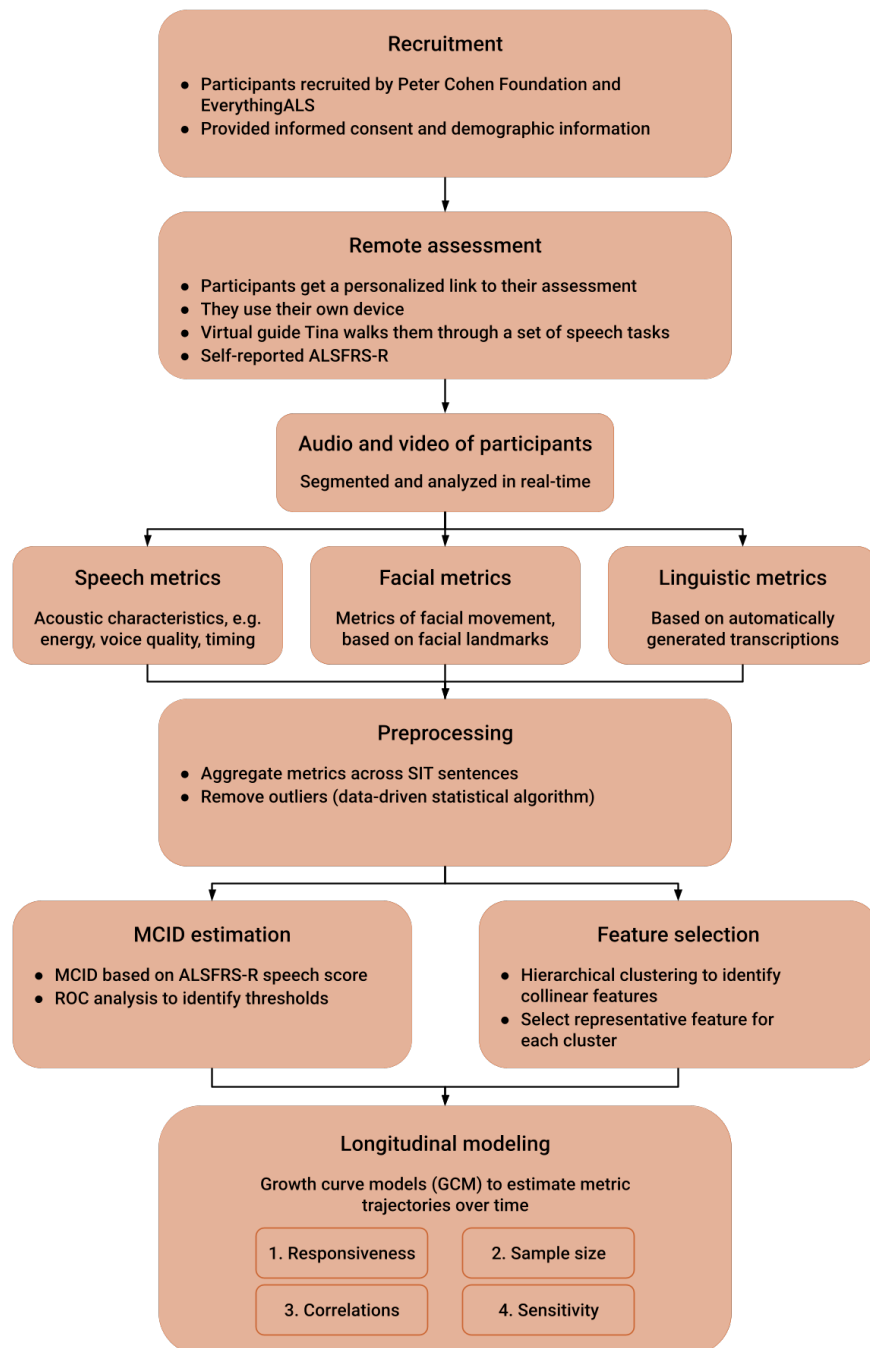 Recruitment
● Participants recruited by Peter Cohen Foundation and
EverythingALS
● Provided informed consent and demographic information
Remote assessment
● Participants get a personalized link to their assessment
● They use their own device
● Virtual guide Tina walks them through a set of speech tasks
● Self-reported ALSFRS-R
Audio and video of participants
Segmented and analyzed in real-time
Speech metrics
Acoustic characteristics, e.g.
energy, voice quality, timing
Facial metrics
Metrics of facial movement,
based on facial landmarks
Linguistic metrics
Based on automatically
generated transcriptions
Preprocessing
● Aggregate metrics across SIT sentences
● Remove outliers (data-driven statistical algorithm)
MCID estimation
● MCID based on ALSFRS-R speech score
● ROC analysis to identify thresholds
Feature selection
● Hierarchical clustering to identify
collinear features
● Select representative feature for
each cluster
Longitudinal modeling
Growth curve models (GCM) to estimate metric
trajectories over time
1. Responsiveness
2. Sample size
3. Correlations
4. Sensitivity